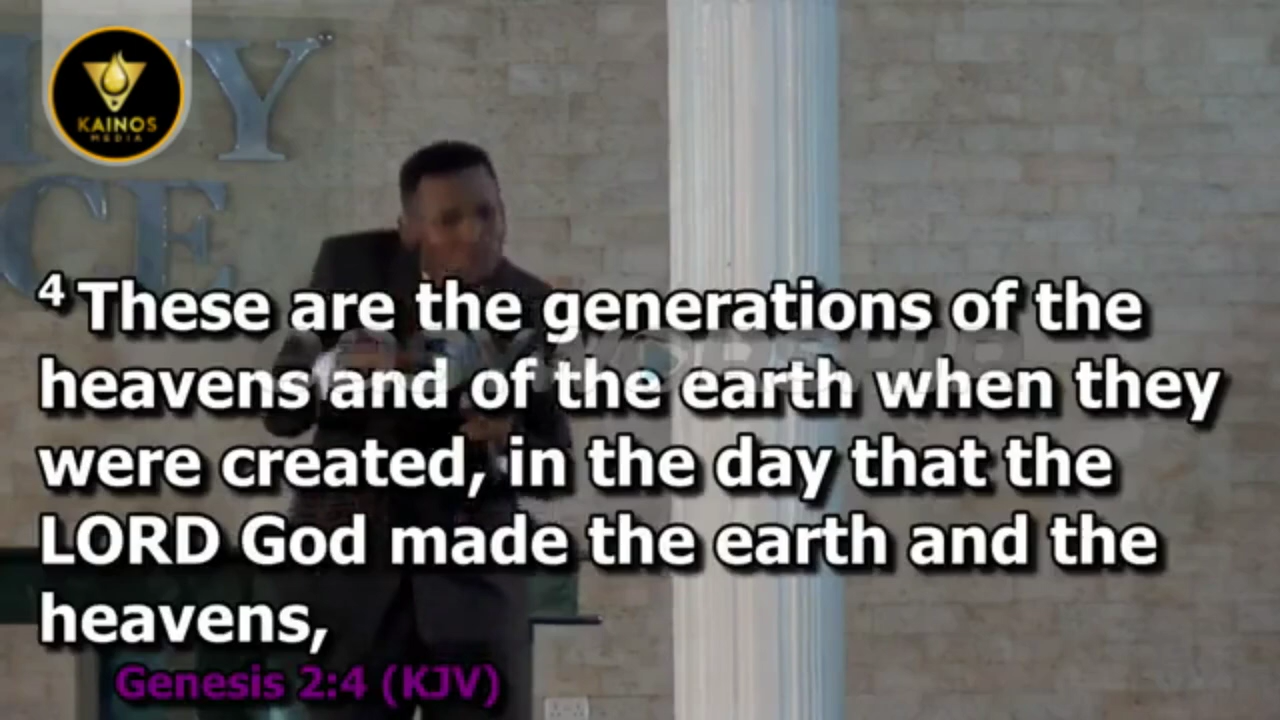 Y
CE
KAINOS
MEDIA
4 These are the generations of the
heavens and of the earth when they
were created, in the day that the
LORD God made the earth and the
heavens,
Genesis 2:4 (KJV)